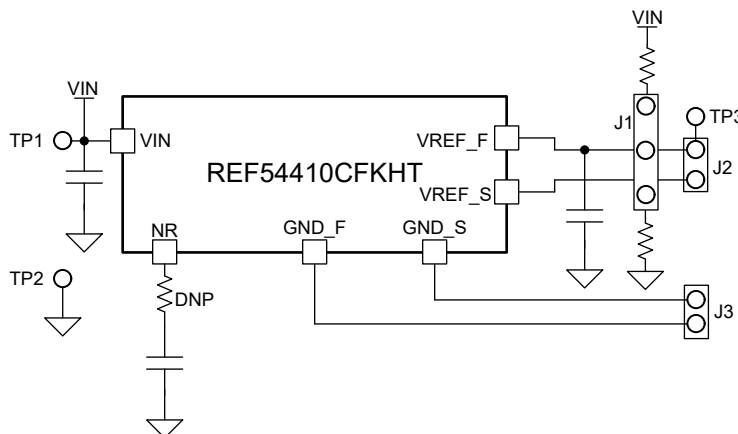 VIN
VIN
TP1
VIN
VREF_F
J1
TP3
REF54410CFKHT
J2
VREF_S
NR
GND_F
GND_S
TP2
DNP
J3